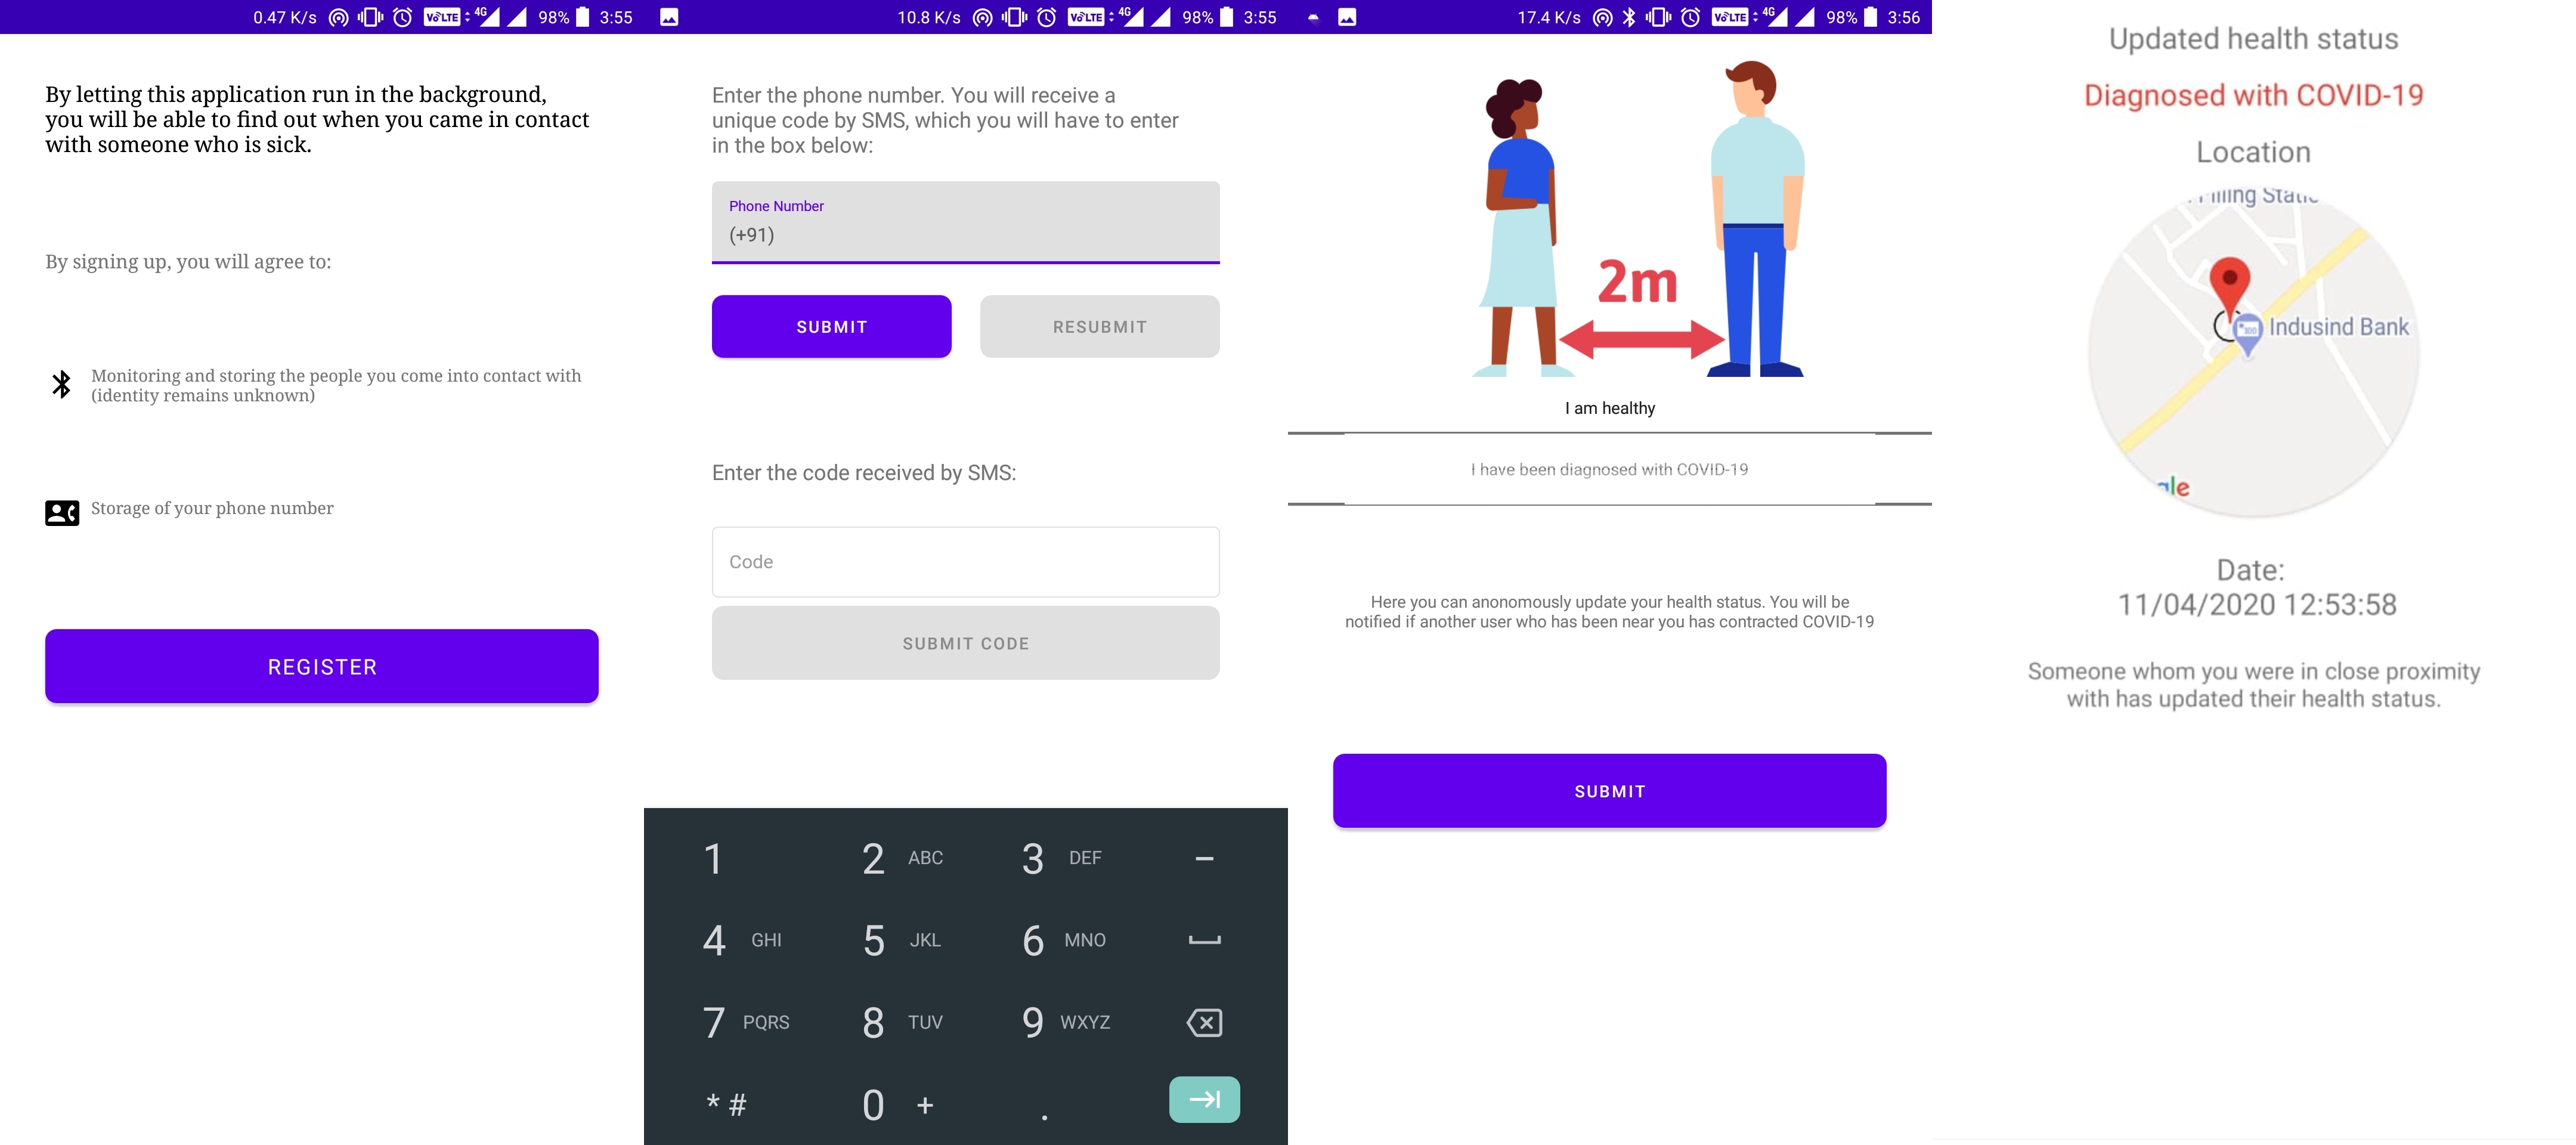 0.47 K/s VoLTE 4G 98% 3:55
By letting this application run in the background,
you will be able to find out when you came in contact
with someone who is sick.
By signing up, you will agree to:
Monitoring and storing the people you come into contact with
(identity remains unknown)
Storage of your phone number
REGISTER
10.8 K/s VoLTE 4G 98% 3:55
Enter the phone number. You will receive a
unique code by SMS, which you will have to enter
in the box below:
Phone Number
(+91)
SUBMIT
RESUBMIT
Enter the code received by SMS:
Code
SUBMIT CODE
1 2 ABC 3 DEF –
4 GHI 5 JKL 6 MNO
7 PQRS 8 TUV 9 WXYZ
* # 0 + .
17.4 K/s VoLTE 4G 98% 3:56
2m
I am healthy
I have been diagnosed with COVID-19
Here you can anonomously update your health status. You will be
notified if another user who has been near you has contracted COVID-19
SUBMIT
Updated health status
Diagnosed with COVID-19
Location
Indusind Bank
gle
Date:
11/04/2020 12:53:58
Someone whom you were in close proximity
with has updated their health status.